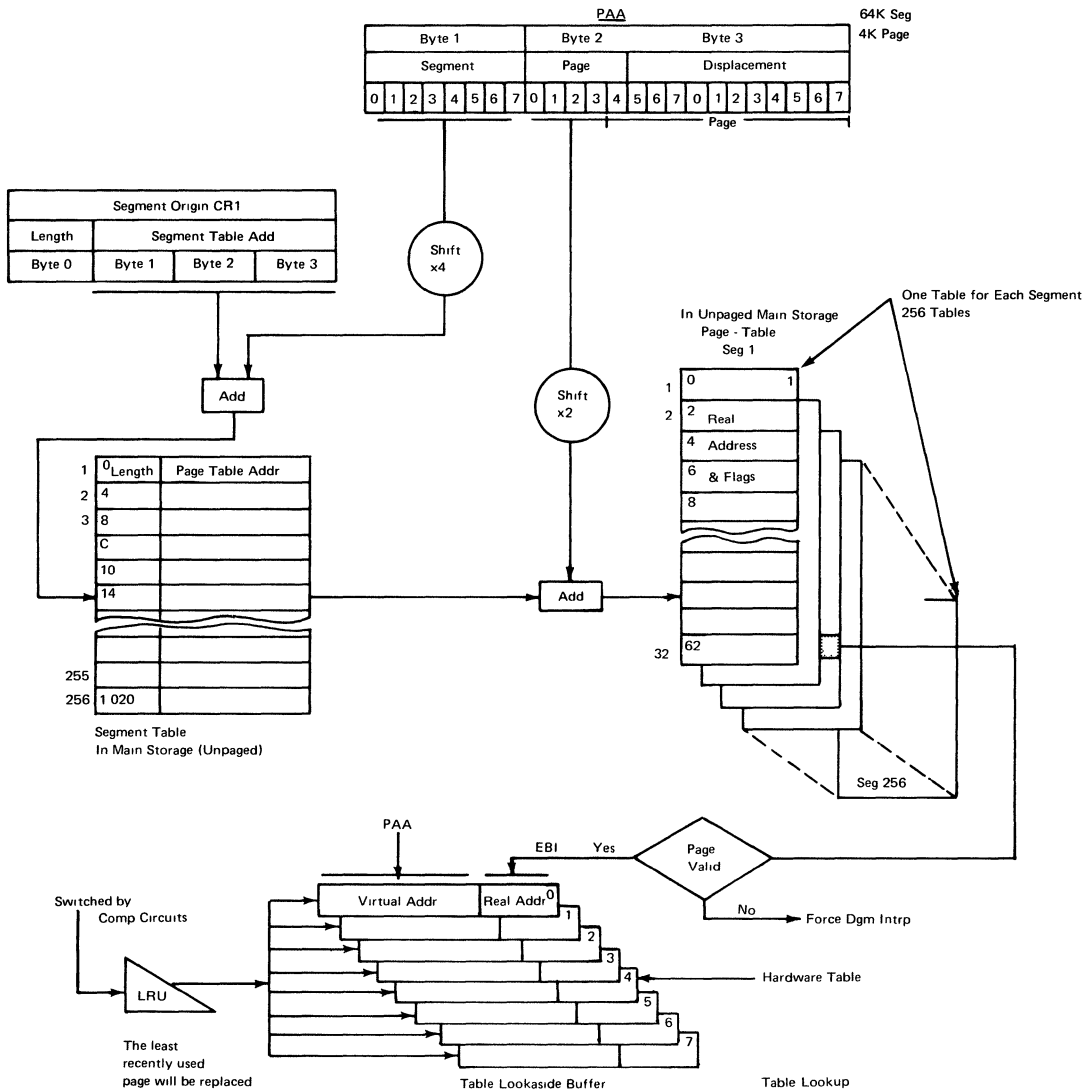 PAA
64K Seg
4K Page
Byte 1 Byte 2 Byte 3
Segment Page Displacement
0 1 2 3 4 5 6 7 0 1 2 3 4 5 6 7 0 1 2 3 4 5 6 7
Page
Segment Origin CR1
Length Segment Table Add
Byte 0 Byte 1 Byte 2 Byte 3
Shift
x4
Add
One Table for Each Segment
256 Tables
In Unpaged Main Storage
Page - Table
Seg 1
Shift
x2
1 0 1
2 2 Real
4 Address
6 & Flags
8
32 62
1 0 Length Page Table Addr
2 4
3 8
C
10
14
255
256 1 020
Add
Segment Table
In Main Storage (Unpaged)
Seg 256
PAA
EBI Yes
Page
Valid
No
Force Dgm Intrp
Switched by
Comp Circuits
LRU
The least
recently used
page will be replaced
Virtual Addr Real Addr 0
1
2
3
4
5
6
7
Hardware Table
Table Lookaside Buffer
Table Lookup